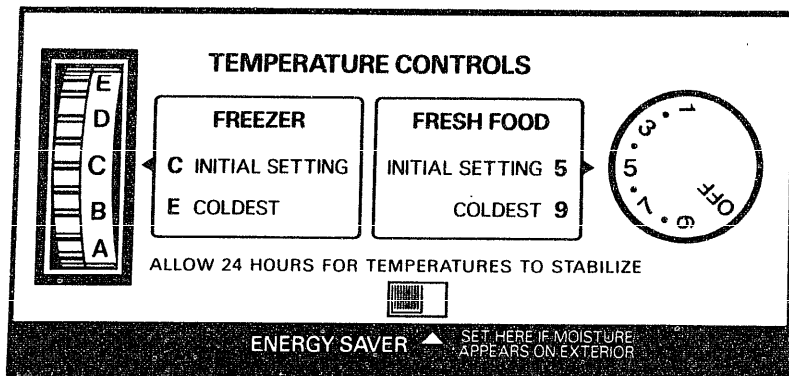 TEMPERATURE CONTROLS
E
D
C
B
A
FREEZER
C INITIAL SETTING
E COLDEST
FRESH FOOD
INITIAL SETTING 5
COLDEST 9
1
3
5
7
9
OFF
ALLOW 24 HOURS FOR TEMPERATURES TO STABILIZE
ENERGY SAVER
SET HERE IF MOISTURE
APPEARS ON EXTERIOR